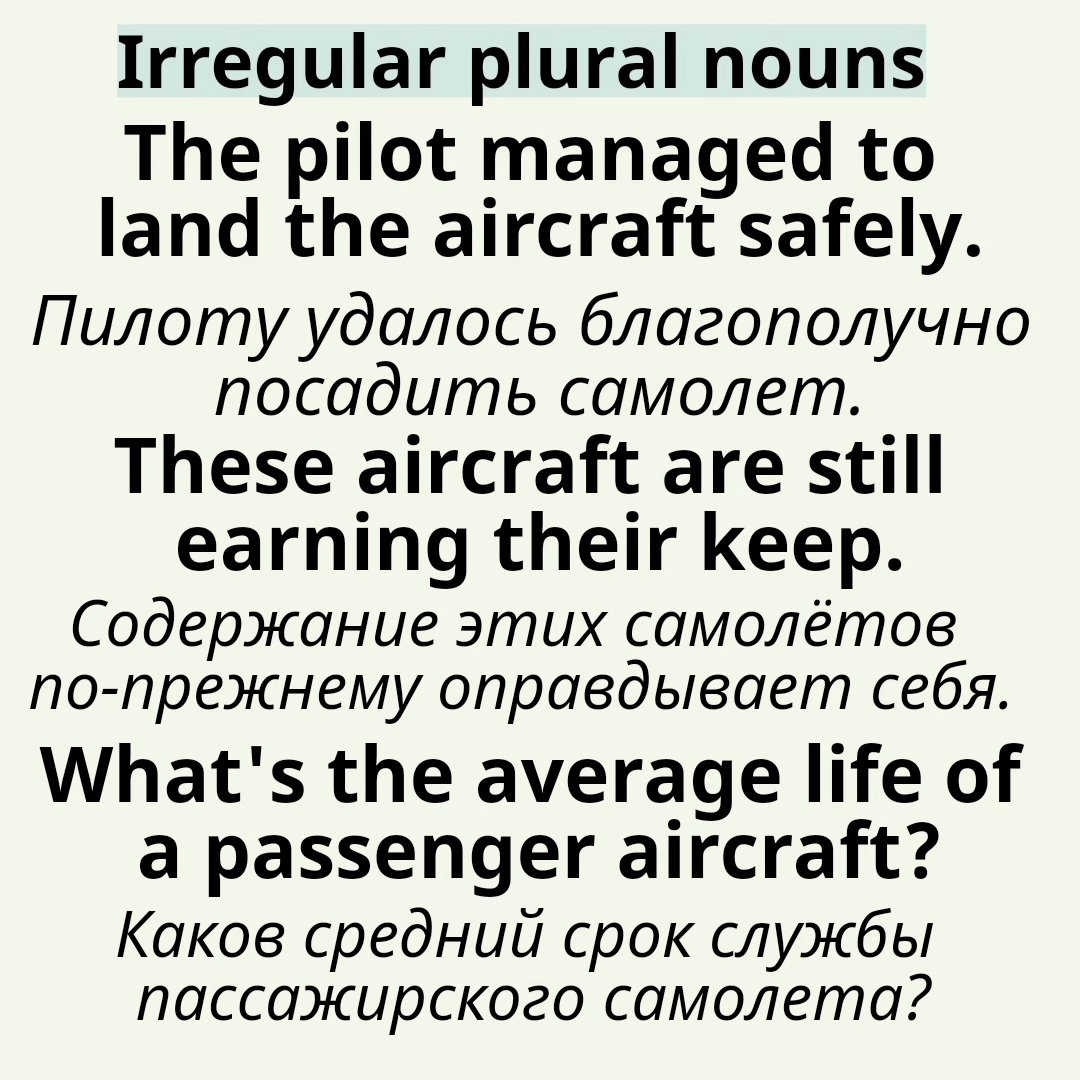 Irregular plural nouns
The pilot managed to
land the aircraft safely.
Пилоту удалось благополучно
посадить самолет.
These aircraft are still
earning their keep.
Содержание этих самолётов
по-прежнему оправдывает себя.
What's the average life of
a passenger aircraft?
Каков средний срок службы
пассажирского самолета?